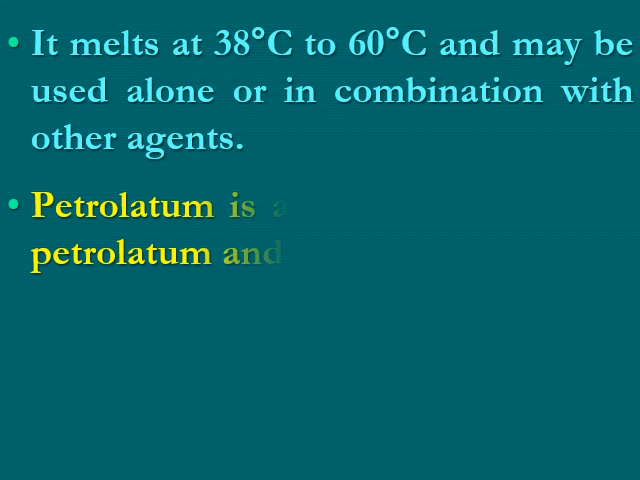 • It melts at 38°C to 60°C and may be
used alone or in combination with
other agents.
• Petrolatum is a
petrolatum and